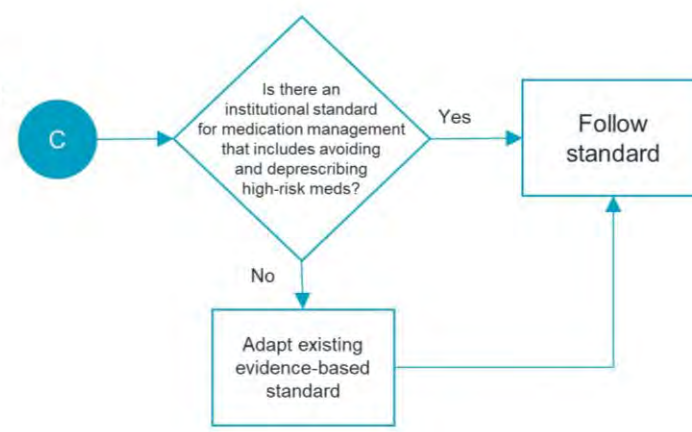 C
Is there an
institutional standard
for medication management
that includes avoiding
and deprescribing
high-risk meds?
Yes
Follow
standard
No
Adapt existing
evidence-based
standard